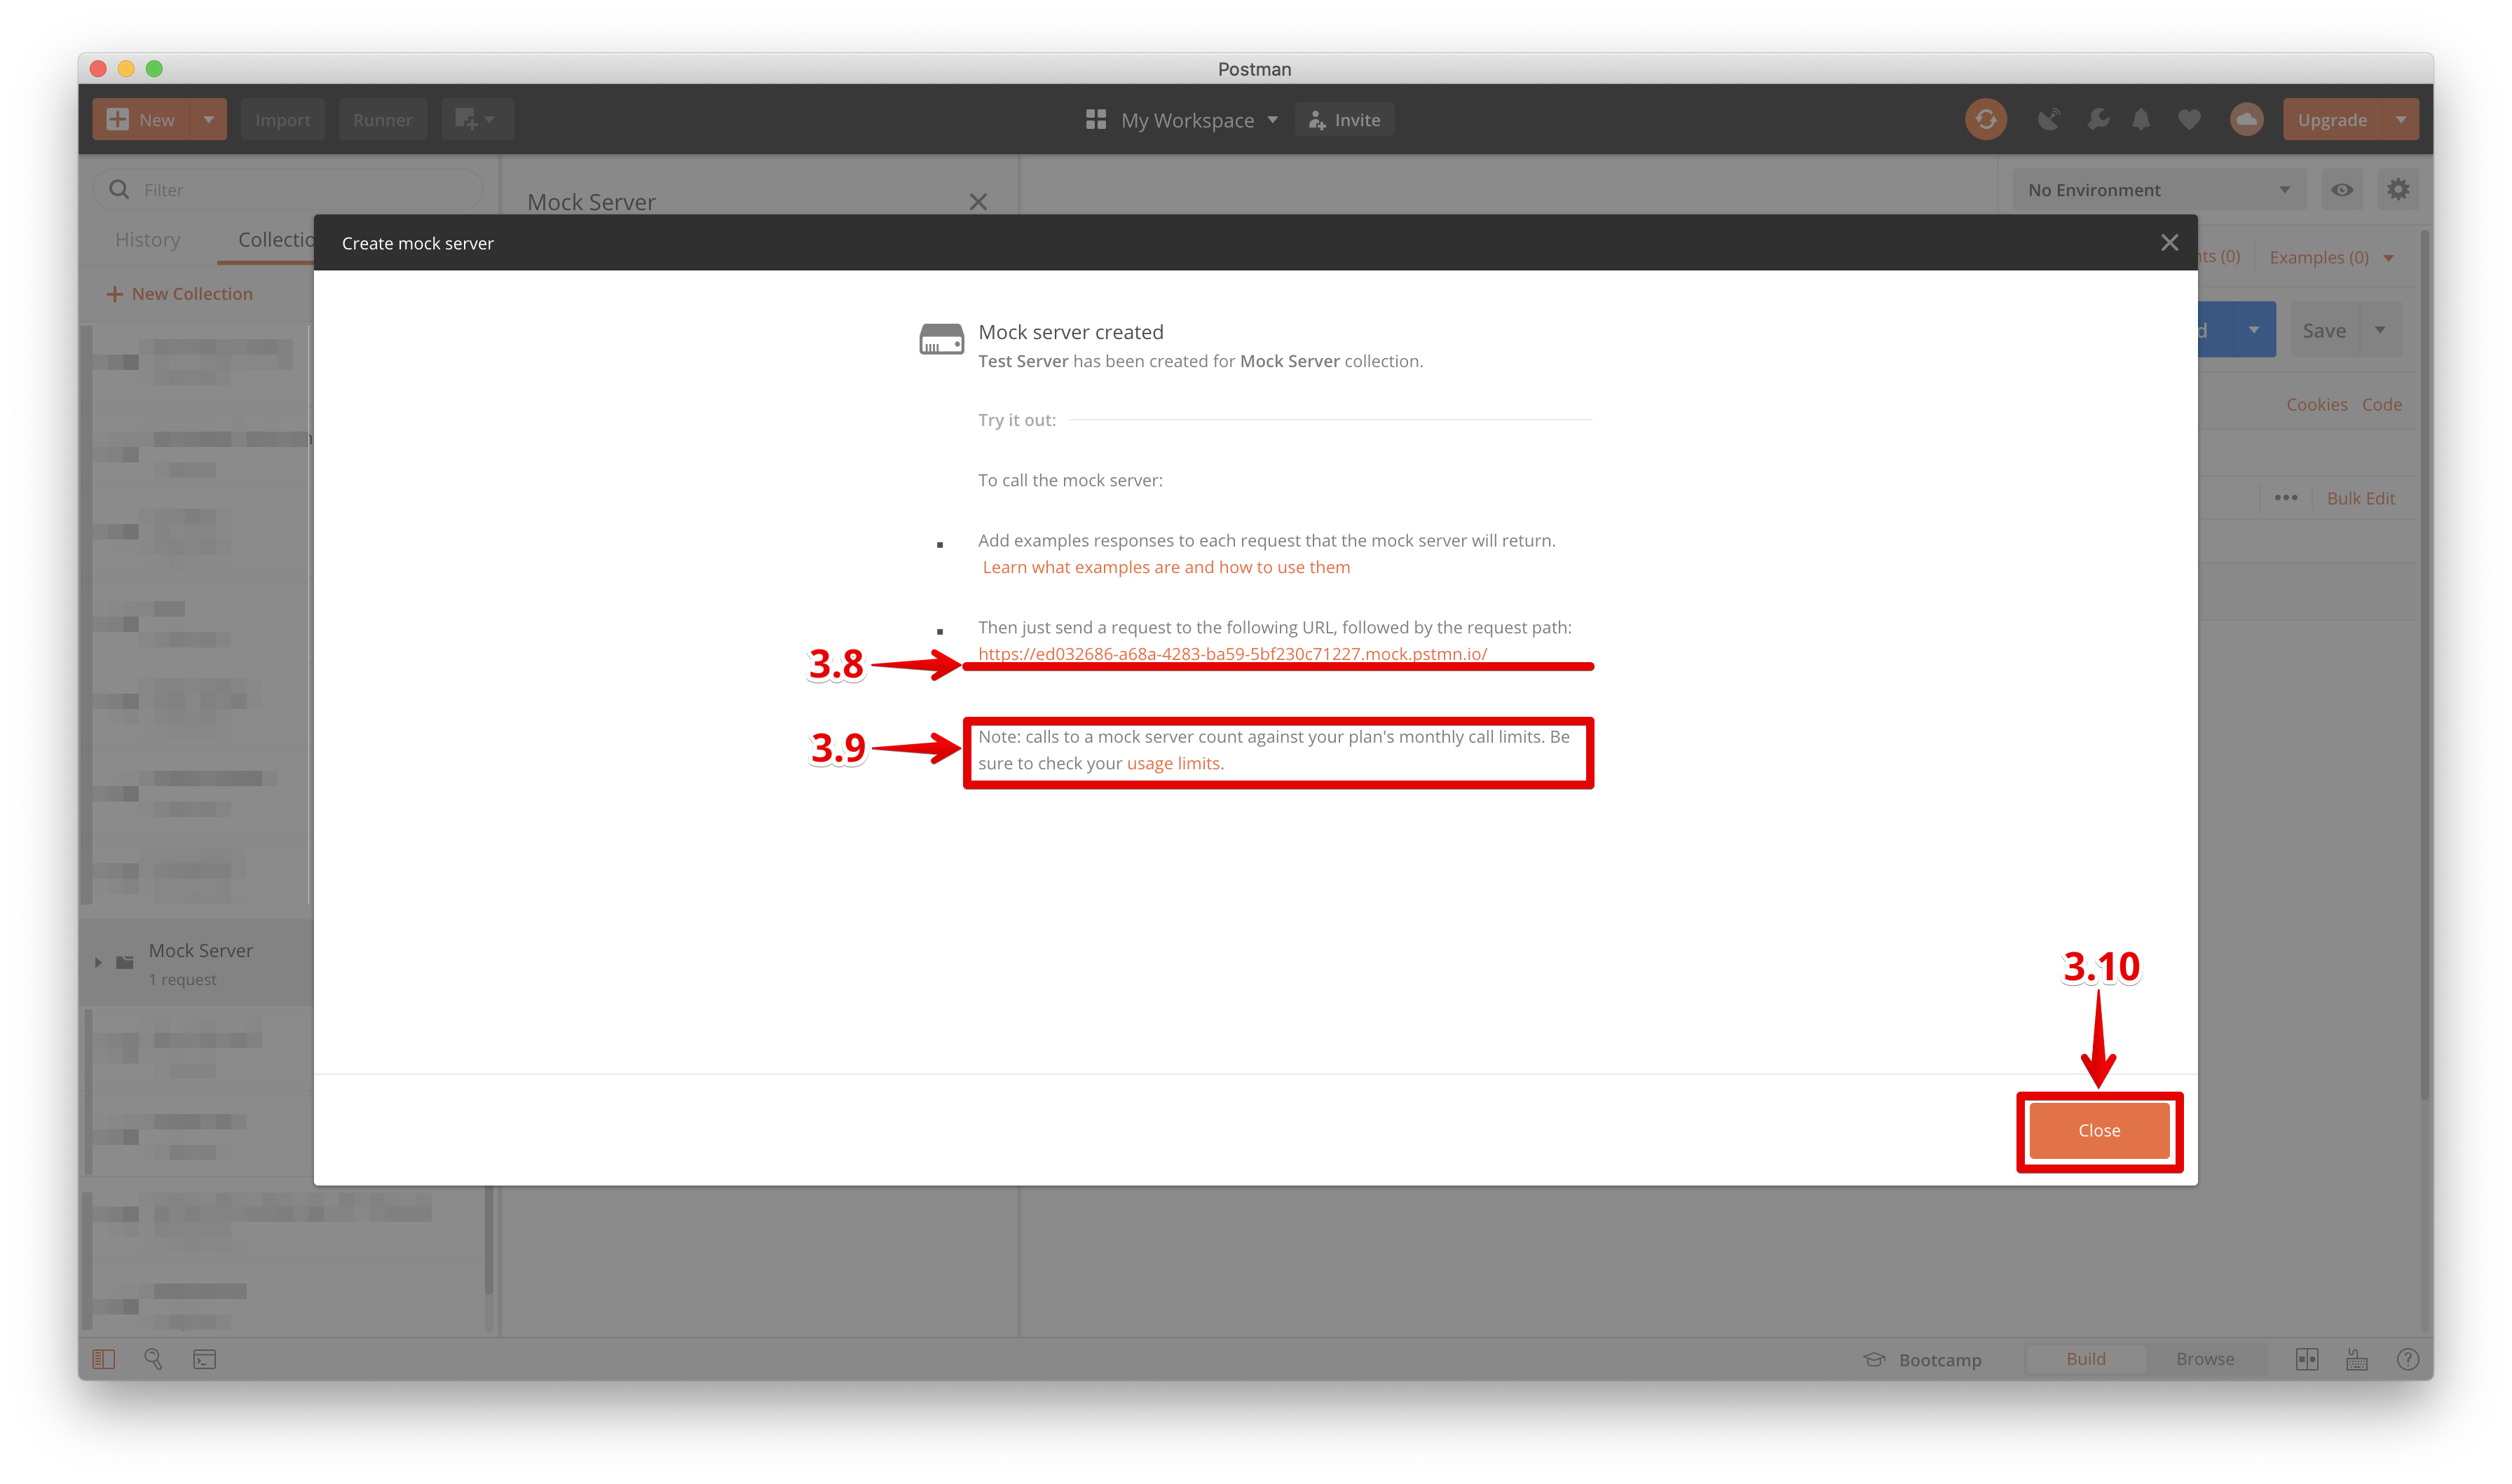 Postman
New
Import
Runner
My Workspace
Invite
Upgrade
Filter
Mock Server
No Environment
History
Collectio
Create mock server
nts (0)
Examples (0)
New Collection
Mock server created
Save
Test Server has been created for Mock Server collection.
Cookies Code
Try it out:
To call the mock server:
Bulk Edit
Add examples responses to each request that the mock server will return.
Learn what examples are and how to use them
Then just send a request to the following URL, followed by the request path:
https://ed032686-a68a-4283-ba59-5bf230c71227.mock.pstmn.io/
3.8
Note: calls to a mock server count against your plan's monthly call limits. Be
sure to check your usage limits.
3.9
Mock Server
1 request
3.10
Close
Bootcamp
Build
Browse